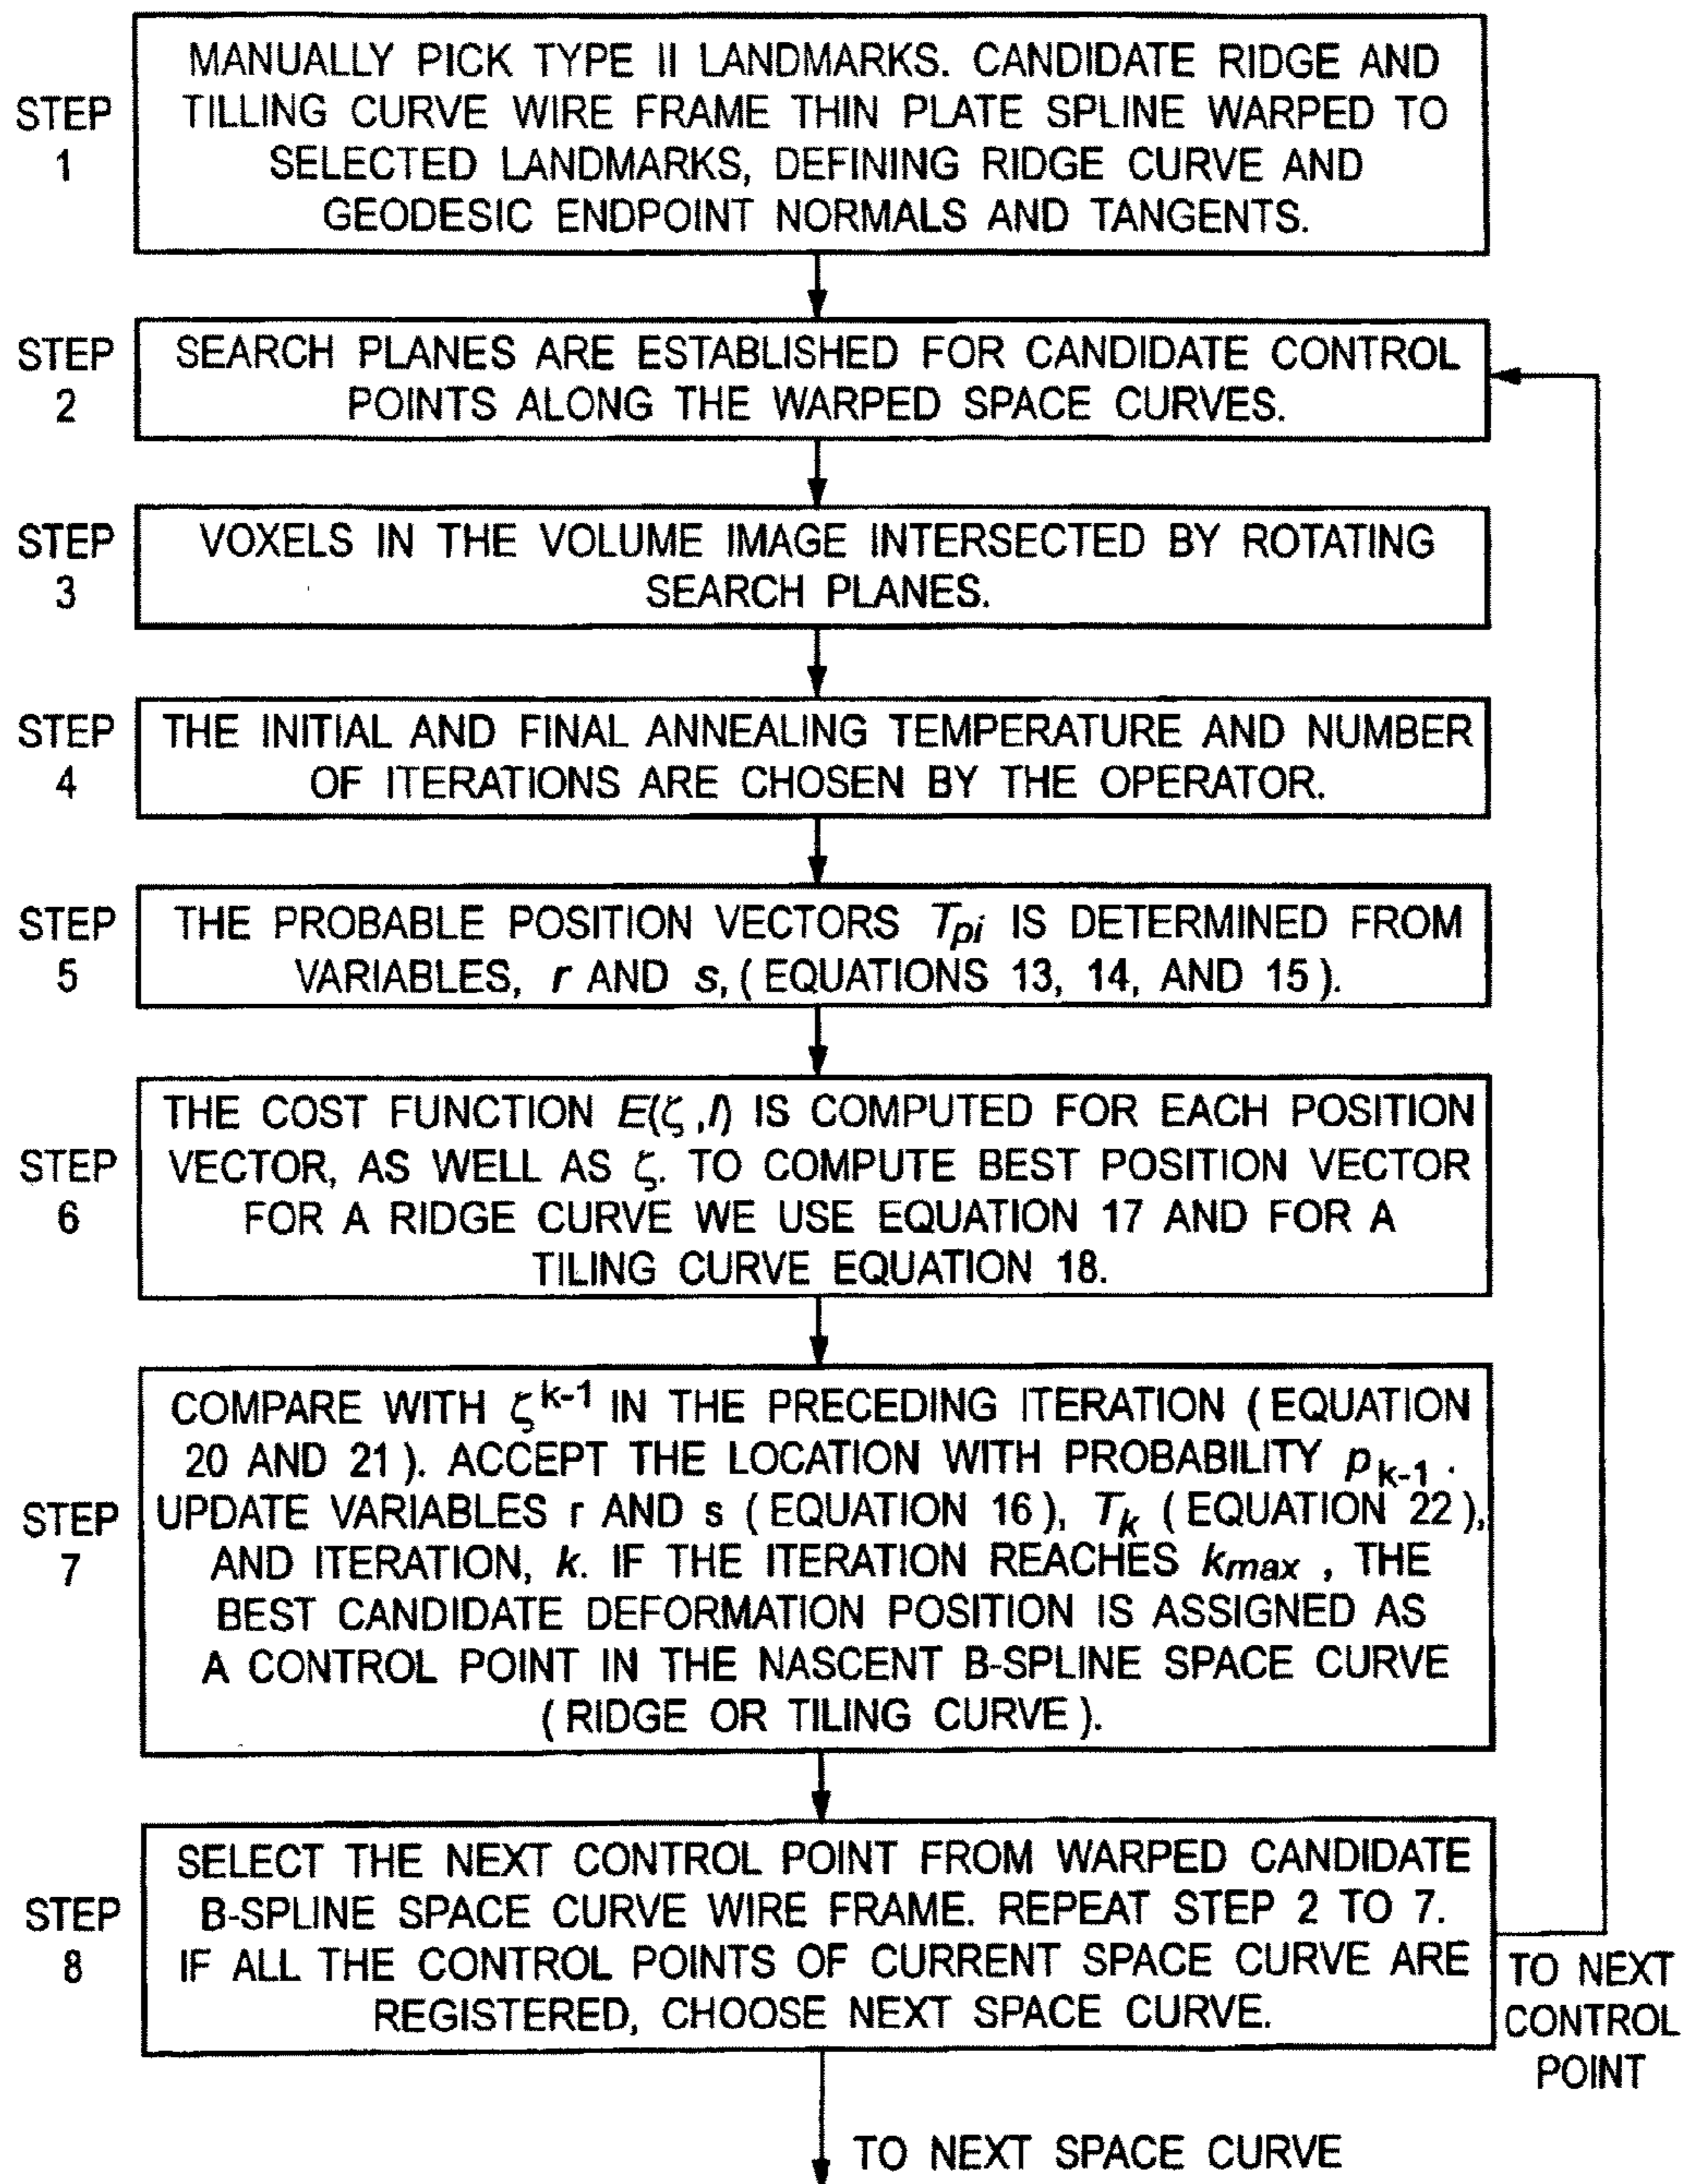 STEP
1
MANUALLY PICK TYPE II LANDMARKS. CANDIDATE RIDGE AND
TILLING CURVE WIRE FRAME THIN PLATE SPLINE WARPED TO
SELECTED LANDMARKS, DEFINING RIDGE CURVE AND
GEODESIC ENDPOINT NORMALS AND TANGENTS.
STEP
2
SEARCH PLANES ARE ESTABLISHED FOR CANDIDATE CONTROL
POINTS ALONG THE WARPED SPACE CURVES.
STEP
3
VOXELS IN THE VOLUME IMAGE INTERSECTED BY ROTATING
SEARCH PLANES.
STEP
4
THE INITIAL AND FINAL ANNEALING TEMPERATURE AND NUMBER
OF ITERATIONS ARE CHOSEN BY THE OPERATOR.
STEP
5
THE PROBABLE POSITION VECTORS Tpi IS DETERMINED FROM
VARIABLES, r AND s, ( EQUATIONS 13, 14, AND 15 ).
STEP
6
THE COST FUNCTION E(ζ ,I) IS COMPUTED FOR EACH POSITION
VECTOR, AS WELL AS ζ. TO COMPUTE BEST POSITION VECTOR
FOR A RIDGE CURVE WE USE EQUATION 17 AND FOR A
TILING CURVE EQUATION 18.
STEP
7
COMPARE WITH ζ^k-1 IN THE PRECEDING ITERATION ( EQUATION
20 AND 21 ). ACCEPT THE LOCATION WITH PROBABILITY p_k-1 .
UPDATE VARIABLES r AND s ( EQUATION 16 ), T_k ( EQUATION 22 ),
AND ITERATION, k. IF THE ITERATION REACHES kmax , THE
BEST CANDIDATE DEFORMATION POSITION IS ASSIGNED AS
A CONTROL POINT IN THE NASCENT B-SPLINE SPACE CURVE
( RIDGE OR TILING CURVE ).
STEP
8
SELECT THE NEXT CONTROL POINT FROM WARPED CANDIDATE
B-SPLINE SPACE CURVE WIRE FRAME. REPEAT STEP 2 TO 7.
IF ALL THE CONTROL POINTS OF CURRENT SPACE CURVE ARE
REGISTERED, CHOOSE NEXT SPACE CURVE.
TO NEXT
CONTROL
POINT
TO NEXT SPACE CURVE